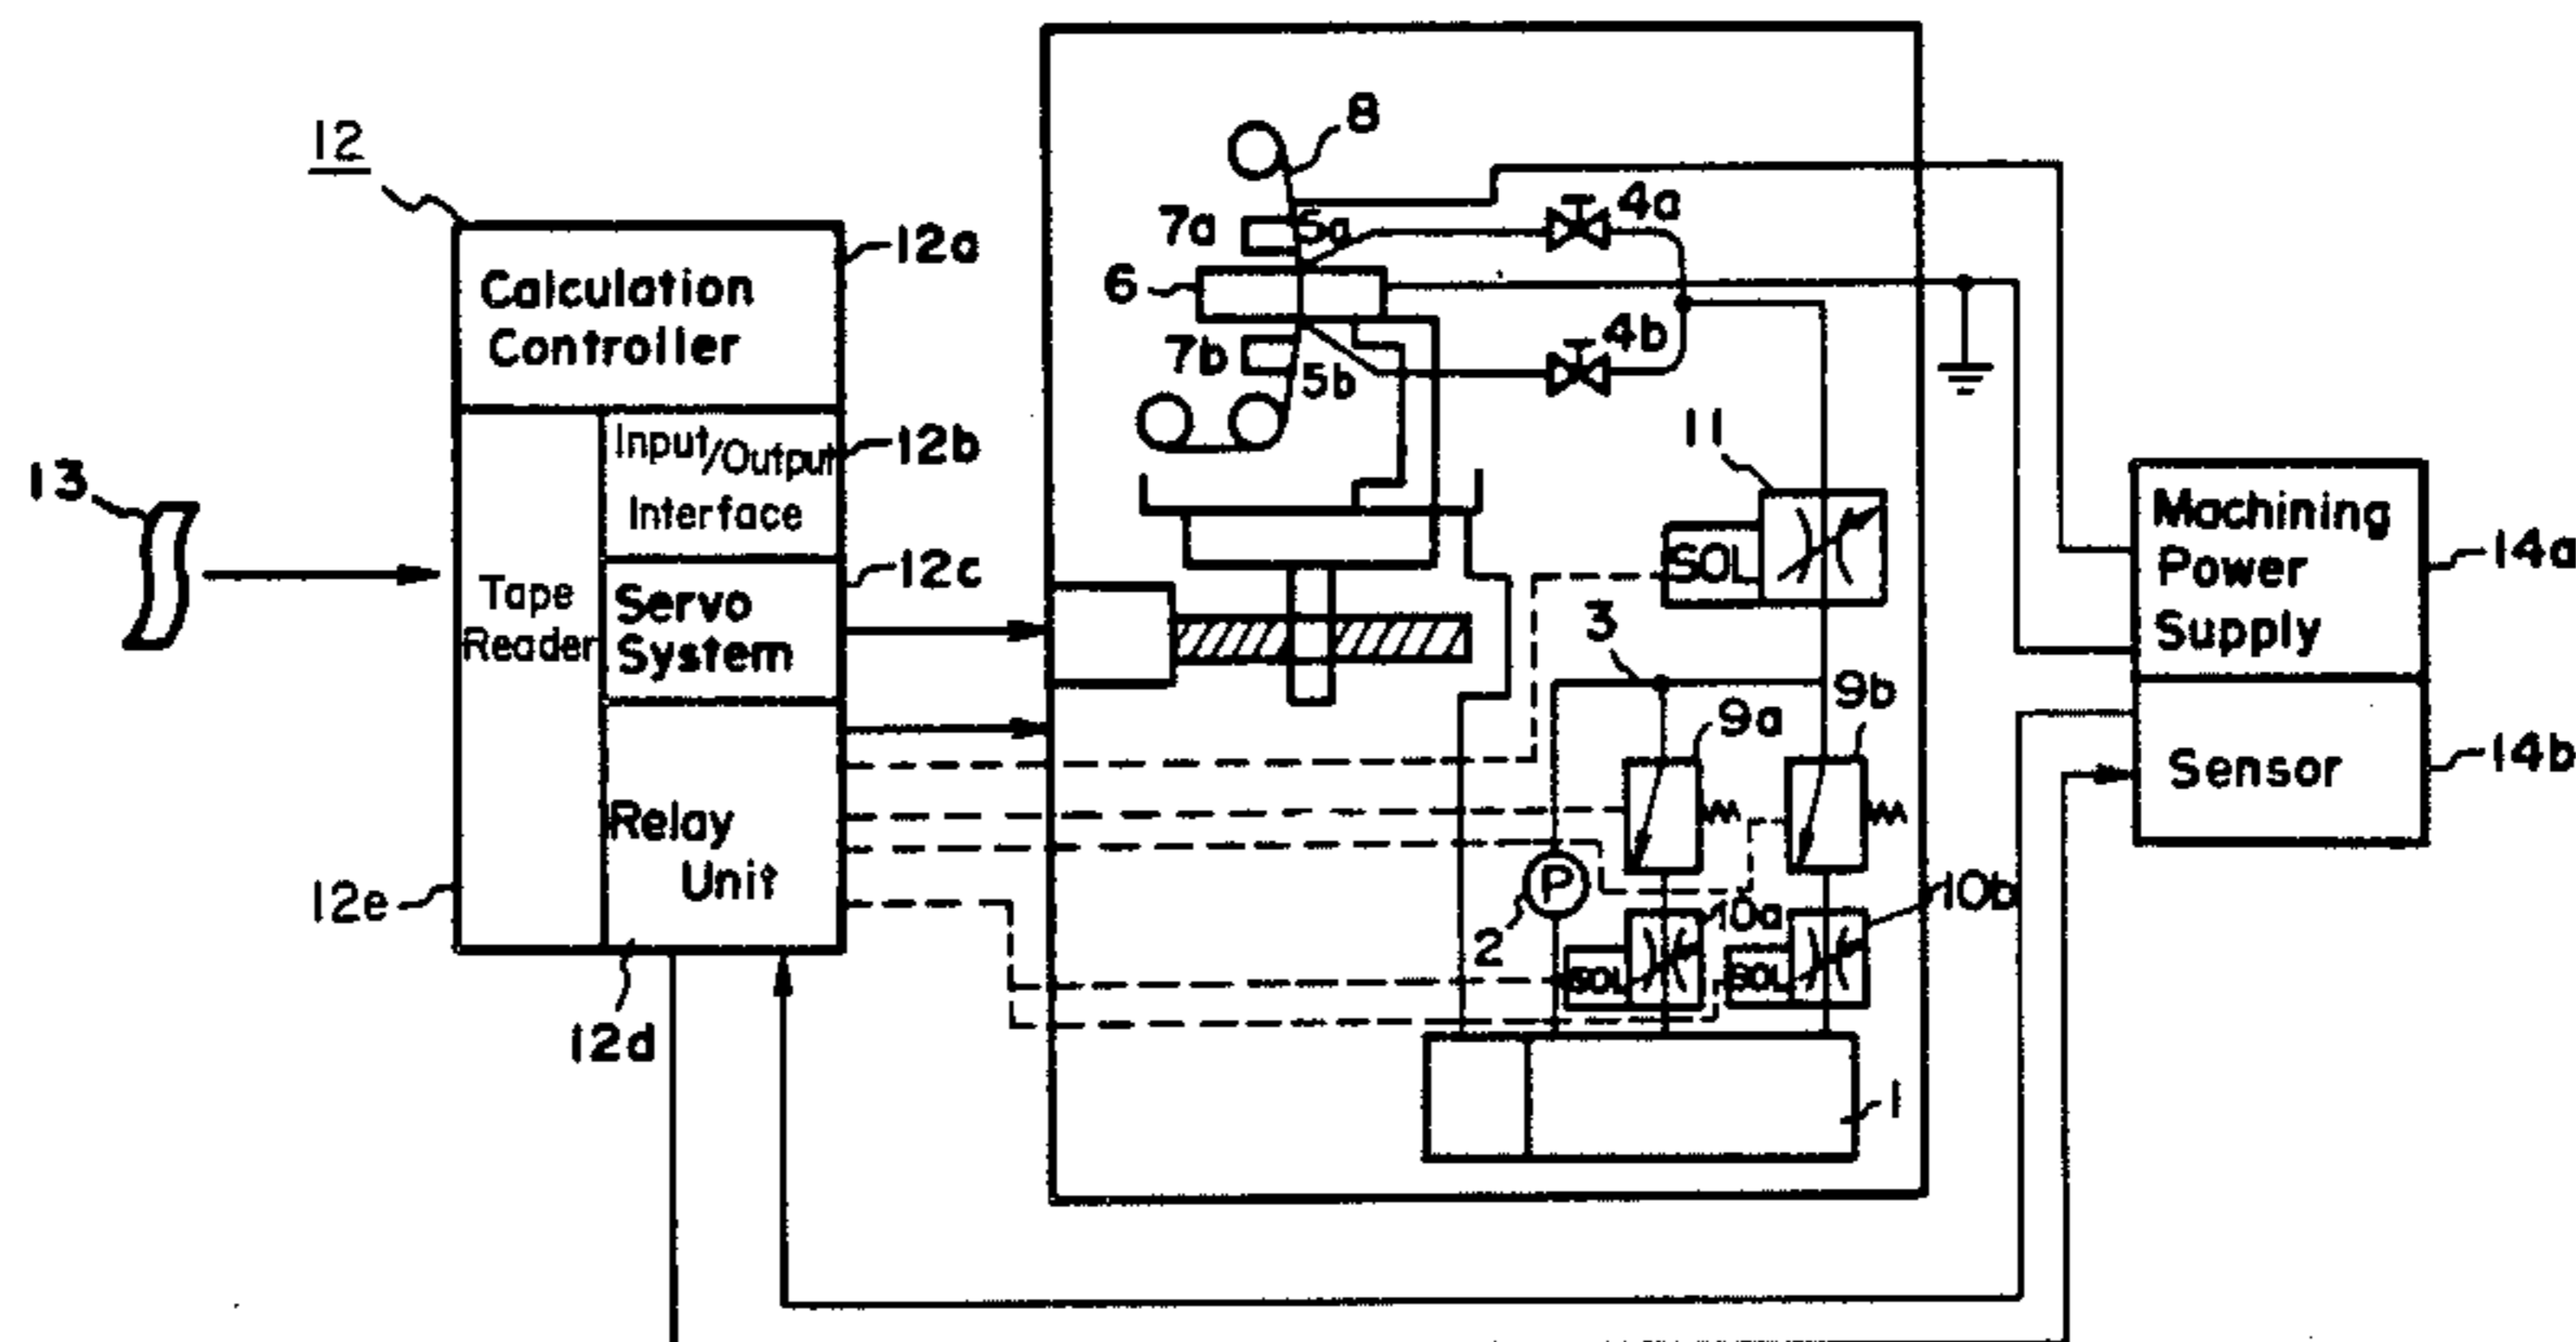 12
Calculation
Controller
12a
Input/Output
Interface
12b
Tape
Reader
Servo
System
12c
Relay
Unit
12e
12d
13
8
7a
5a
4a
6
7b
5b
4b
11
SOL
3
9a
9b
P
2
10a
10b
SOL
SOL
1
Machining
Power
Supply
14a
Sensor
14b